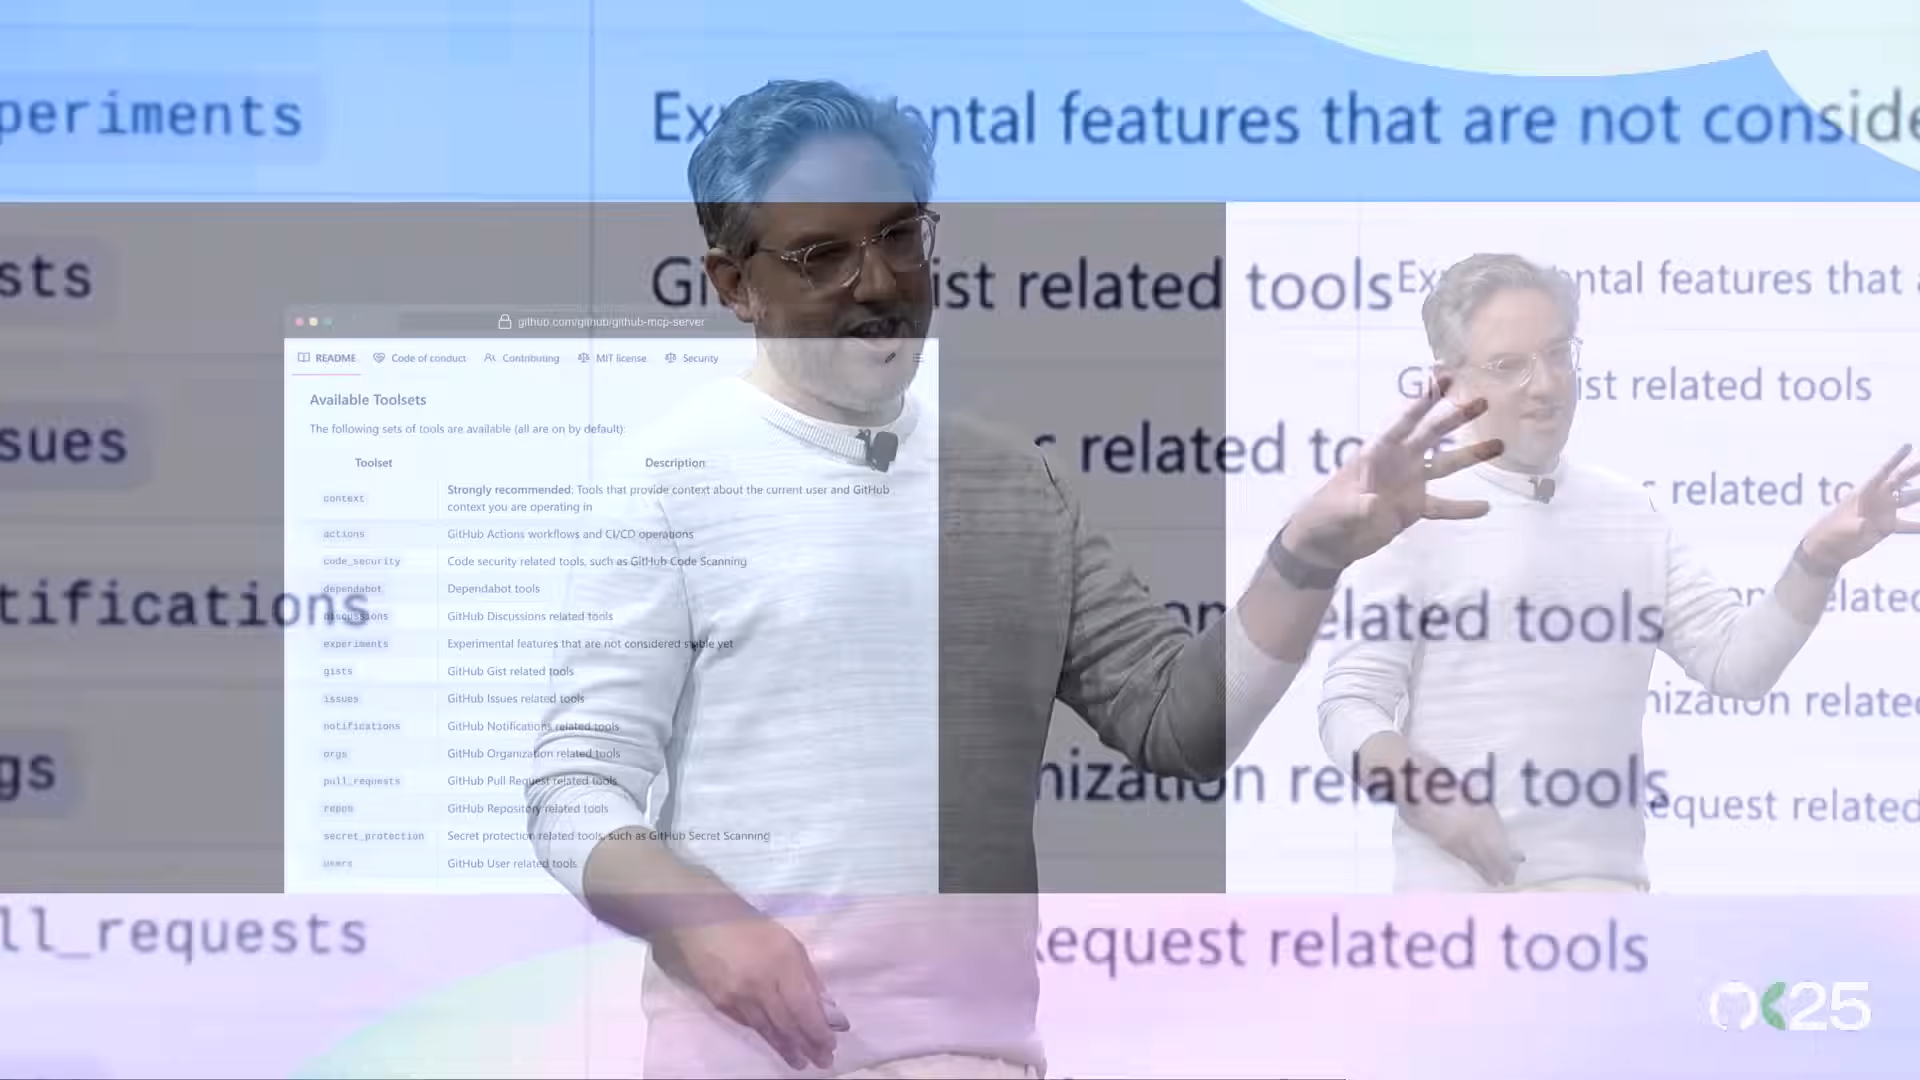 periments
Ex ntal features that are not conside
sts
Gi ist related tools
Ex ntal features that
github.com/github/github-mcp-server
README Code of conduct Contributing MIT license Security
Gi ist related tools
Available Toolsets
The following sets of tools are available (all are on by default):
sues
s related to
Toolset Description
context
Strongly recommended: Tools that provide context about the current user and GitHub
context you are operating in
s related to
actions GitHub Actions workflows and CI/CD operations
code_security Code security related tools, such as GitHub Code Scanning
dependabot Dependabot tools
tifications
on elated tools
on elated
discussions GitHub Discussions related tools
experiments Experimental features that are not considered stable yet
gists GitHub Gist related tools
issues GitHub Issues related tools
nization related
notifications GitHub Notifications related tools
orgs GitHub Organization related tools
gs
nization related tools
pull_requests GitHub Pull Request related tools
repos GitHub Repository related tools
equest related
secret_protection Secret protection related tools, such as GitHub Secret Scanning
users GitHub User related tools
ll_requests
Request related tools
25